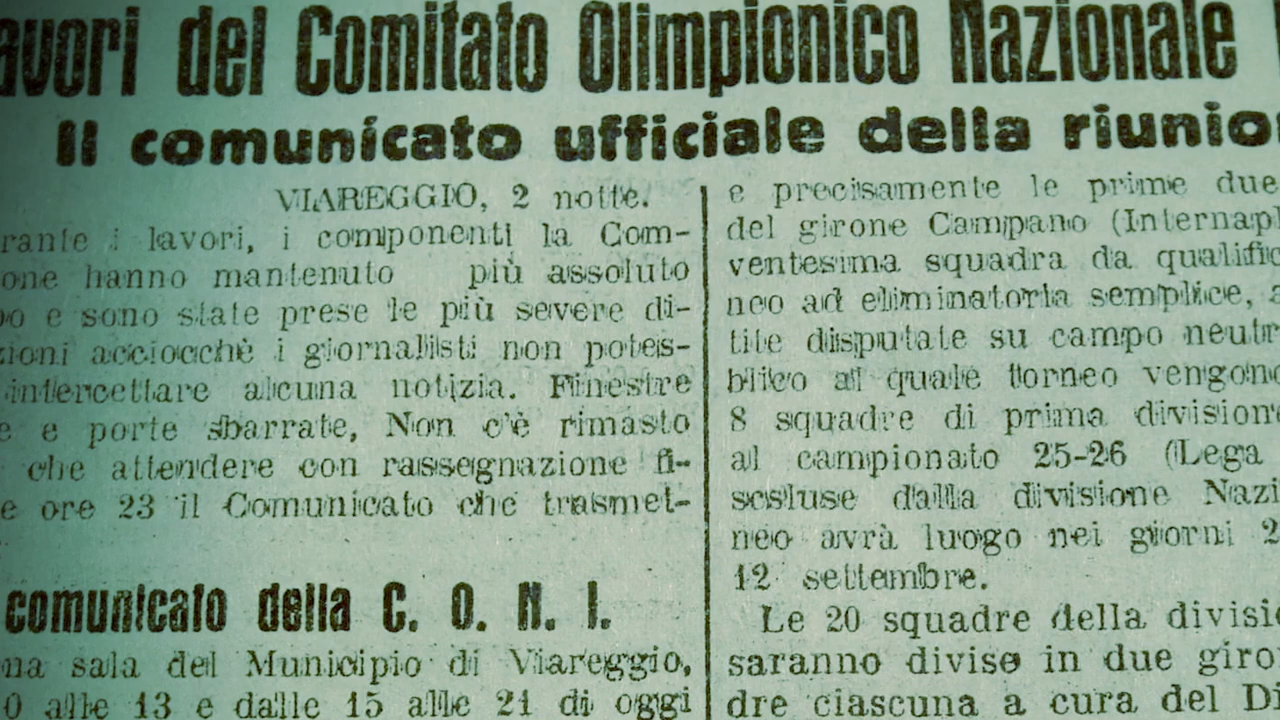 avori del Comitato Olimpionico Nazionale
Il comunicato ufficiale della riunio
VIAREGGIO, 2 notte.
rante i lavori, i componenti la Com-
one hanno mantenuto più assoluto
bo e sono state prese le più severe di-
zioni acciocchè i giornalisti non potes-
intercettare alcuna notizia. Finestre
e e porte sbarrate, Non c'è rimasto
che attendere con rassegnazione fi-
e ore 23 il Comunicato che trasmet-
comunicato della C. O. N. I.
na sala del Municipio di Viareggio,
0 alle 13 e dalle 15 alle 21 di oggi
e precisamente le prime due
del girone Campano (Internapl
ventesima squadra da qualific
neo ad eliminatoria semplice, a
tite disputate su campo neutr
blico al quale torneo vengono
8 squadre di prima division
al campionato 25-26 (Lega
scsluse dalla divisione Nazi
neo avrà luogo nei giorni 2
12 settembre.
Le 20 squadre della divisi
saranno divise in due giro
dre ciascuna a cura del Di